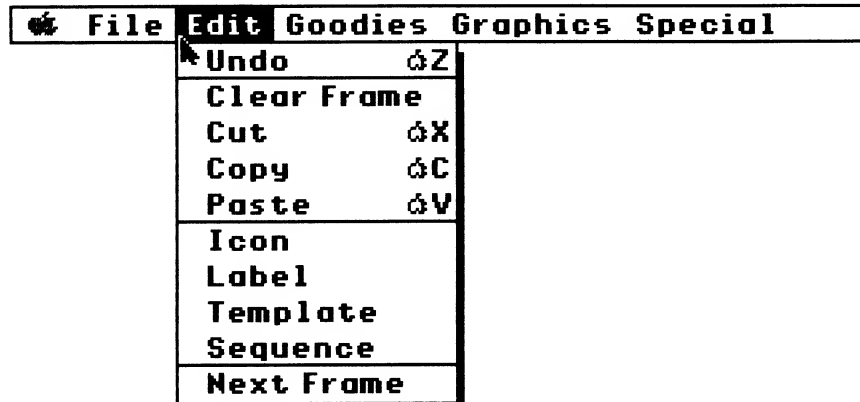 File Edit Goodies Graphics Special
Undo Z
Clear Frame
Cut X
Copy C
Paste V
Icon
Label
Template
Sequence
Next Frame